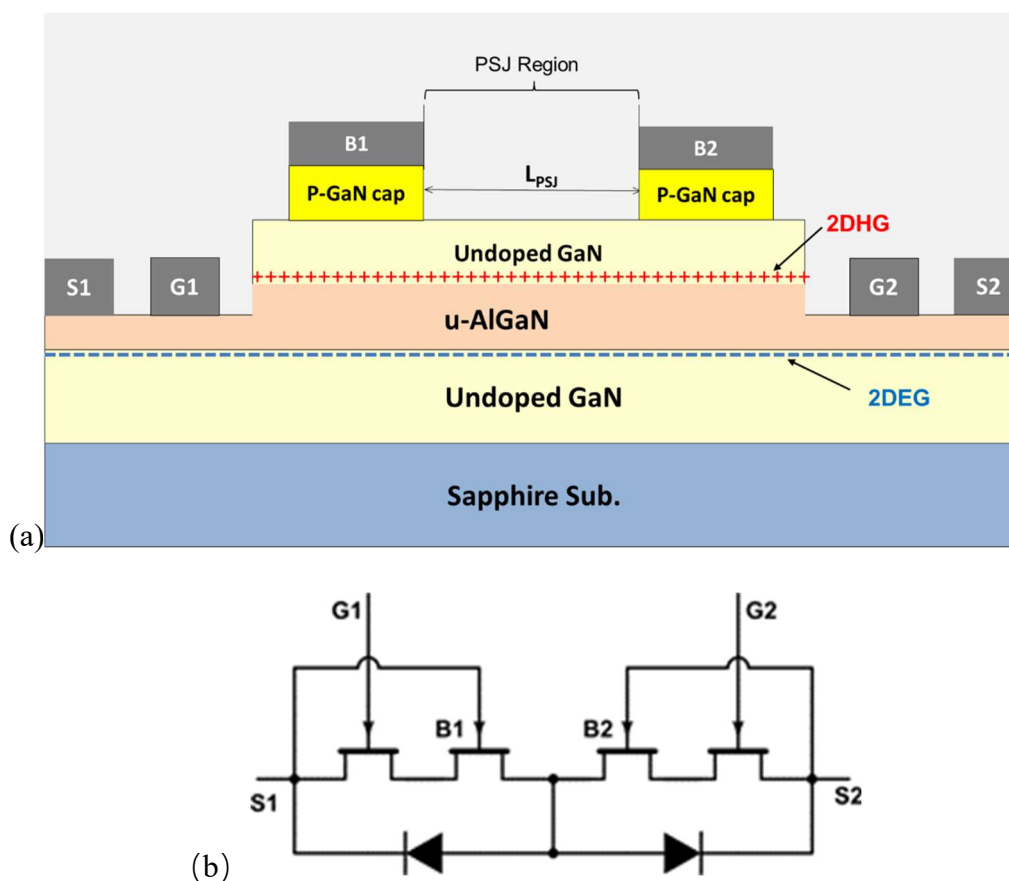 PSJ Region
B1
B2
P-GaN cap
LPSJ
P-GaN cap
2DHG
Undoped GaN
S1
G1
G2
S2
u-AlGaN
Undoped GaN
2DEG
Sapphire Sub.
(a)
G1
G2
B1
B2
S1
S2
(b)